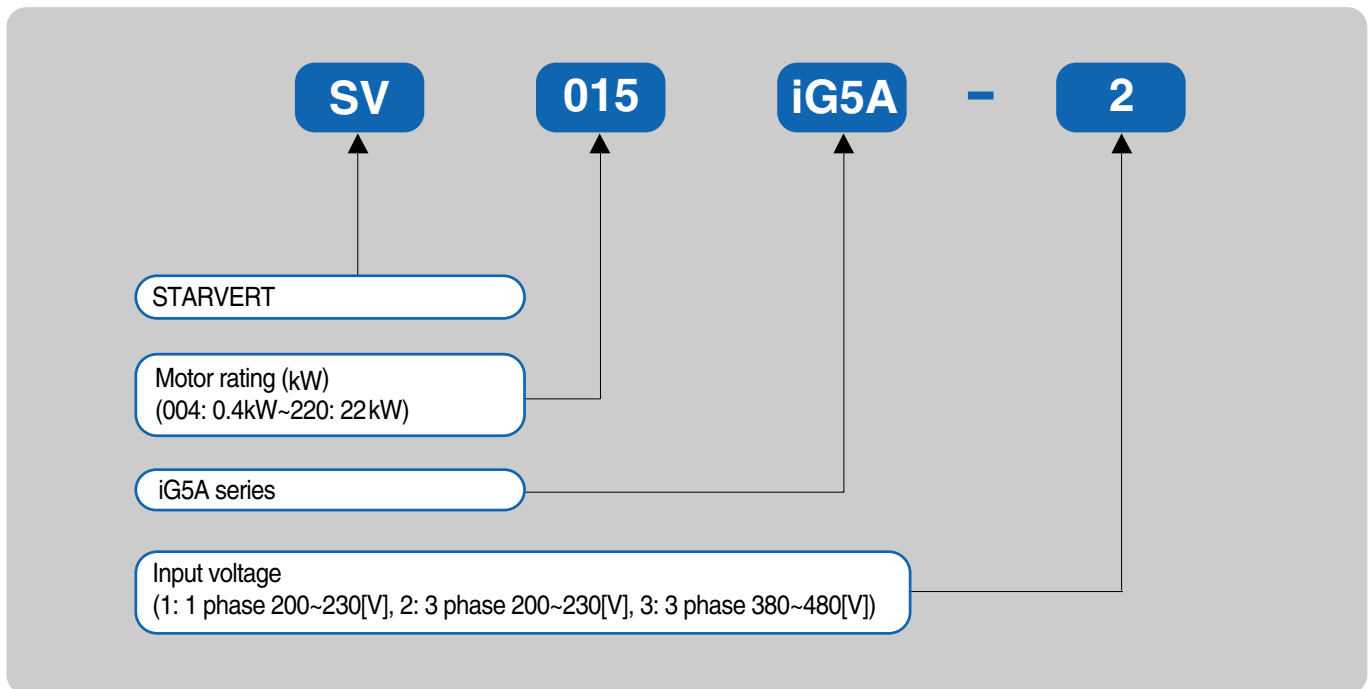 SV 015 iG5A - 2
STARVERT
Motor rating (kW)
(004: 0.4kW~220: 22kW)
iG5A series
Input voltage
(1: 1 phase 200~230[V], 2: 3 phase 200~230[V], 3: 3 phase 380~480[V])